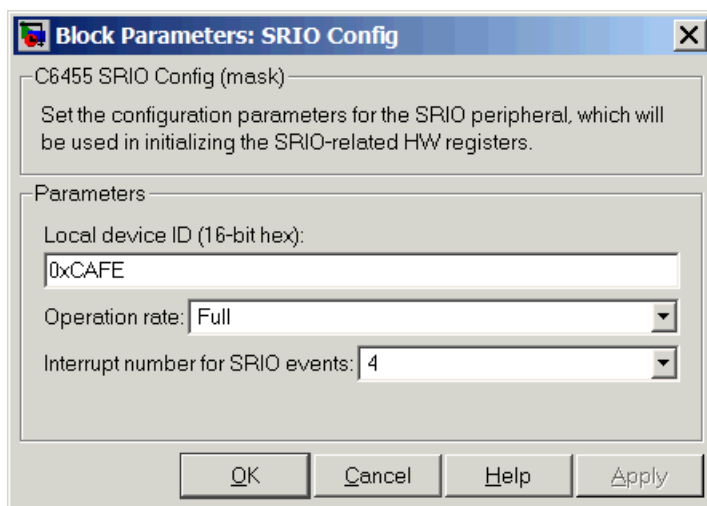 Block Parameters: SRIO Config
C6455 SRIO Config (mask)
Set the configuration parameters for the SRIO peripheral, which will
be used in initializing the SRIO-related HW registers.
Parameters
Local device ID (16-bit hex):
0xCAFE
Operation rate: Full
Interrupt number for SRIO events: 4
OK Cancel Help Apply